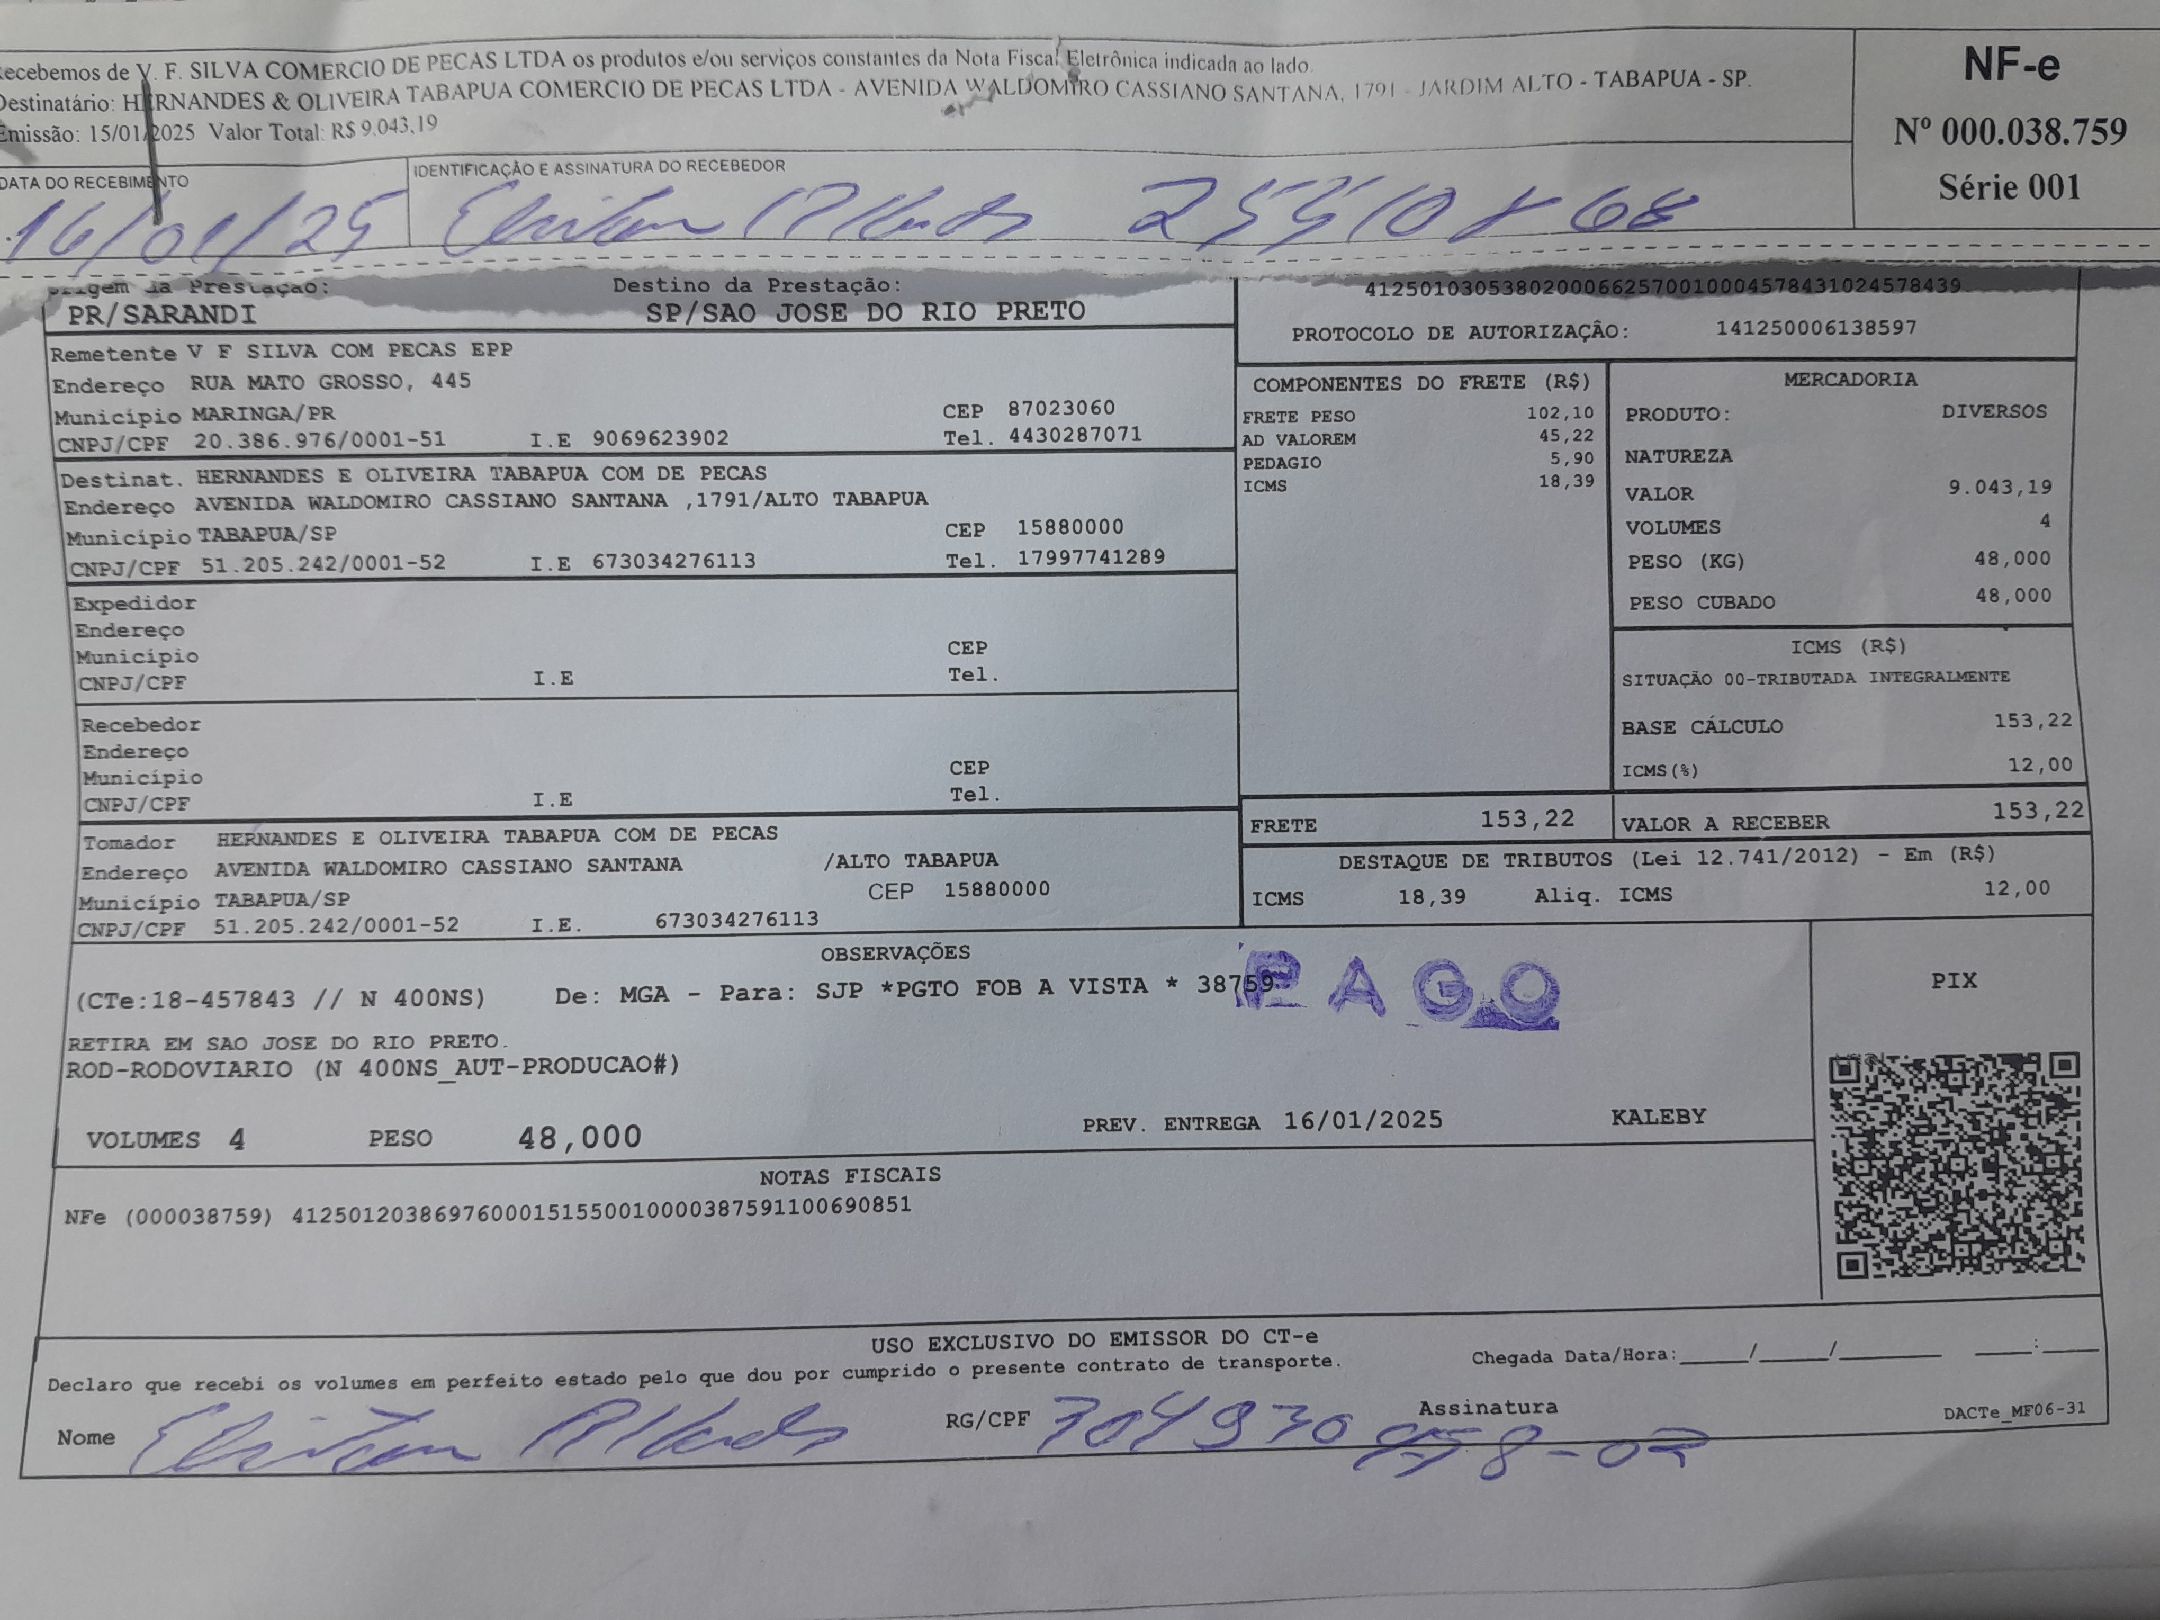 ecebemos de V. F. SILVA COMERCIO DE PECAS LTDA os produtos e/ou serviços constantes da Nota Fiscal Eletrônica indicada ao lado.
Destinatário: HERNANDES & OLIVEIRA TABAPUA COMERCIO DE PECAS LTDA - AVENIDA WALDOMIRO CASSIANO SANTANA, 1791 - JARDIM ALTO - TABAPUA - SP.
Emissão: 15/01/2025 Valor Total: R$ 9.043,19
NF-e
Nº 000.038.759
Série 001
DATA DO RECEBIMENTO
16/01/25
IDENTIFICAÇÃO E ASSINATURA DO RECEBEDOR
Origem da Prestação: Destino da Prestação:
PR/SARANDI SP/SAO JOSE DO RIO PRETO
41250103053802000662570010004578431024578439
PROTOCOLO DE AUTORIZAÇÃO: 141250006138597
Remetente V F SILVA COM PECAS EPP
Endereço RUA MATO GROSSO, 445
Município MARINGA/PR CEP 87023060
CNPJ/CPF 20.386.976/0001-51 I.E 9069623902 Tel. 4430287071
Destinat. HERNANDES E OLIVEIRA TABAPUA COM DE PECAS
Endereço AVENIDA WALDOMIRO CASSIANO SANTANA ,1791/ALTO TABAPUA
Município TABAPUA/SP CEP 15880000
CNPJ/CPF 51.205.242/0001-52 I.E 673034276113 Tel. 17997741289
Expedidor
Endereço
Município CEP
CNPJ/CPF I.E Tel.
Recebedor
Endereço
Município CEP
CNPJ/CPF I.E Tel.
Tomador HERNANDES E OLIVEIRA TABAPUA COM DE PECAS
Endereço AVENIDA WALDOMIRO CASSIANO SANTANA /ALTO TABAPUA
Município TABAPUA/SP CEP 15880000
CNPJ/CPF 51.205.242/0001-52 I.E. 673034276113
COMPONENTES DO FRETE (R$)
FRETE PESO 102,10
AD VALOREM 45,22
PEDAGIO 5,90
ICMS 18,39
MERCADORIA
PRODUTO: DIVERSOS
NATUREZA
VALOR 9.043,19
VOLUMES 4
PESO (KG) 48,000
PESO CUBADO 48,000
ICMS (R$)
SITUAÇÃO 00-TRIBUTADA INTEGRALMENTE
BASE CÁLCULO 153,22
ICMS(%) 12,00
FRETE 153,22
VALOR A RECEBER 153,22
DESTAQUE DE TRIBUTOS (Lei 12.741/2012) - Em (R$)
ICMS 18,39 Aliq. ICMS 12,00
OBSERVAÇÕES
(CTe:18-457843 // N 400NS) De: MGA - Para: SJP *PGTO FOB A VISTA * 38759
PAGO
RETIRA EM SAO JOSE DO RIO PRETO.
ROD-RODOVIARIO (N 400NS_AUT-PRODUCAO#)
VOLUMES 4 PESO 48,000 PREV. ENTREGA 16/01/2025 KALEBY
PIX
NOTAS FISCAIS
NFe (000038759) 41250120386976000151550010000387591100690851
USO EXCLUSIVO DO EMISSOR DO CT-e
Declaro que recebi os volumes em perfeito estado pelo que dou por cumprido o presente contrato de transporte.
Chegada Data/Hora:_____/_____/_______ ____:____
Nome
RG/CPF
Assinatura
DACTe_MF06-31